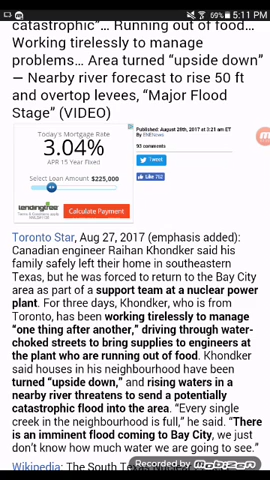 69% 5:11 PM
catastrophic”… Running out of food…
Working tirelessly to manage
problems… Area turned “upside down”
— Nearby river forecast to rise 50 ft
and overtop levees, “Major Flood
Stage” (VIDEO)
Today's Mortgage Rate
3.04%
APR 15 Year Fixed
Select Loan Amount $225,000
lendingtree
Calculate Payment
Published: August 28th, 2017 at 3:21 am ET
By ENENews
93 comments
Tweet
Like 762
Toronto Star, Aug 27, 2017 (emphasis added):
Canadian engineer Raihan Khondker said his
family safely left their home in southeastern
Texas, but he was forced to return to the Bay City
area as part of a support team at a nuclear power
plant. For three days, Khondker, who is from
Toronto, has been working tirelessly to manage
“one thing after another,” driving through water-
choked streets to bring supplies to engineers at
the plant who are running out of food. Khondker
said houses in his neighbourhood have been
turned “upside down,” and rising waters in a
nearby river threatens to send a potentially
catastrophic flood into the area. “Every single
creek in the neighbourhood is full,” he said. “There
is an imminent flood coming to Bay City, we just
don't know how much water we are going to see.”
Wikipedia: The South Texas
Recorded by MOBIZEN